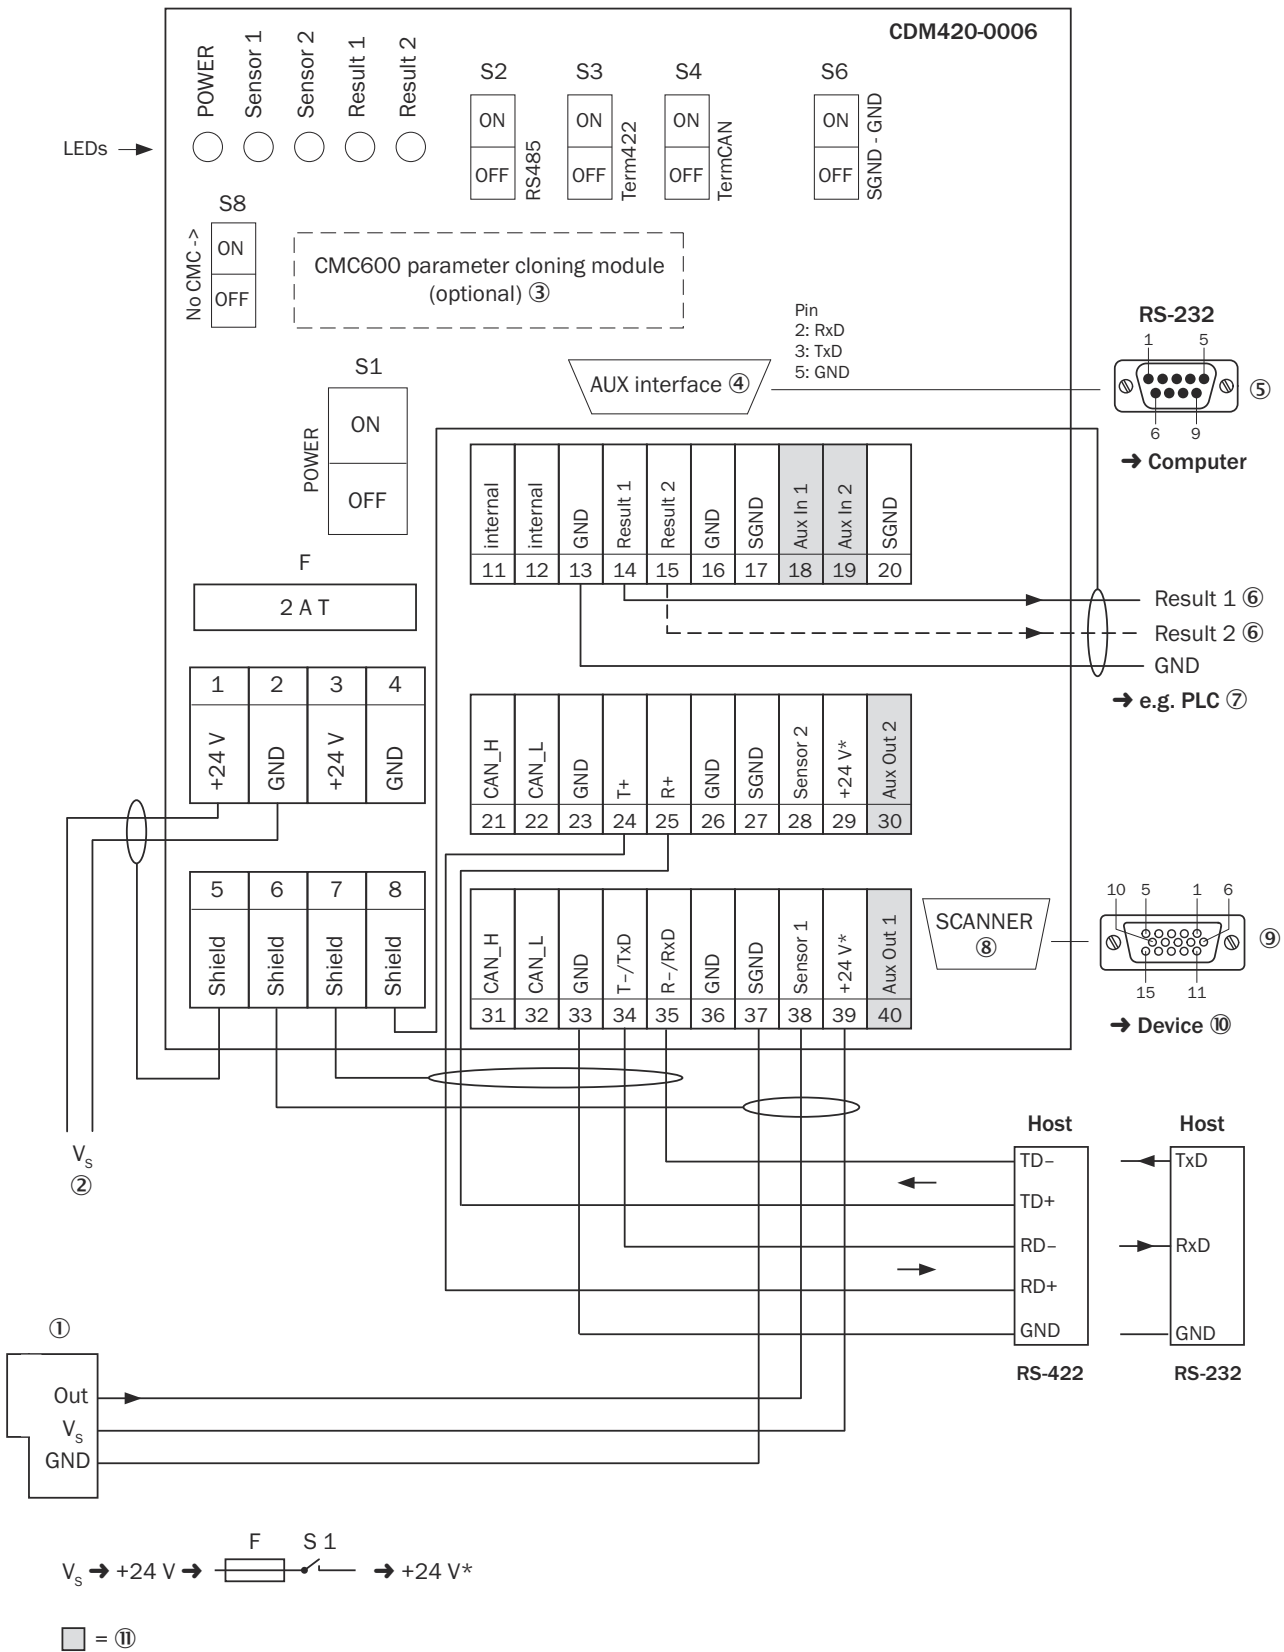 CDM420-0006
LEDs
POWER
Sensor 1
Sensor 2
Result 1
Result 2
S2
ON
OFF
RS485
S3
ON
OFF
Term422
S4
ON
OFF
TermCAN
S6
ON
OFF
SGND - GND
S8
No CMC ->
ON
OFF
CMC600 parameter cloning module
(optional) ③
S1
POWER
ON
OFF
AUX interface ④
Pin
2: RxD
3: TxD
5: GND
RS-232
1 5
6 9
⑤
➔ Computer
F
2 A T
internal internal GND Result 1 Result 2 GND SGND Aux In 1 Aux In 2 SGND
11 12 13 14 15 16 17 18 19 20
Result 1 ⑥
Result 2 ⑥
GND
➔ e.g. PLC ⑦
1 2 3 4
+24 V GND +24 V GND
CAN_H CAN_L GND T+ R+ GND SGND Sensor 2 +24 V* Aux Out 2
21 22 23 24 25 26 27 28 29 30
5 6 7 8
Shield Shield Shield Shield
CAN_H CAN_L GND T−/TxD R−/RxD GND SGND Sensor 1 +24 V* Aux Out 1
31 32 33 34 35 36 37 38 39 40
SCANNER
⑧
10 5 1 6
15 11
⑨
➔ Device ⑩
Vs
②
Host
TD−
TD+
RD−
RD+
GND
RS-422
Host
TxD
RxD
GND
RS-232
①
Out
Vs
GND
F S 1
Vs ➔ +24 V ➔ ➔ +24 V*
= ⑪